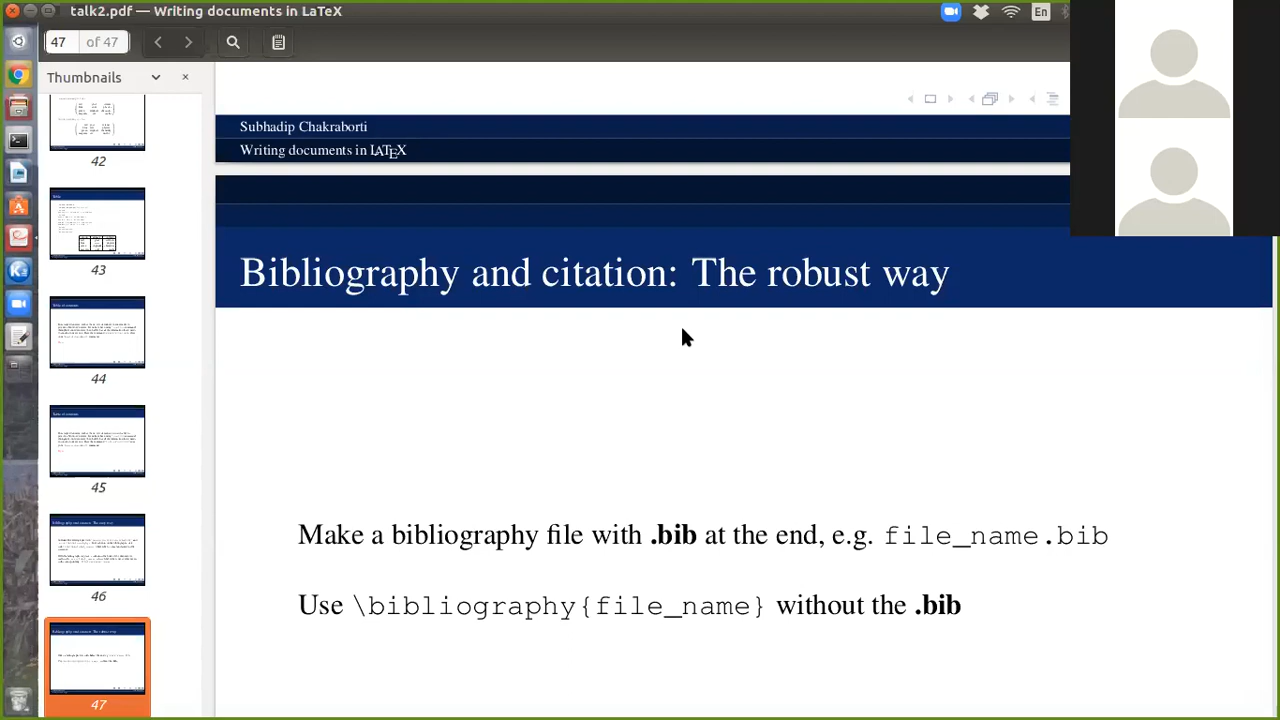 talk2.pdf — Writing documents in LaTeX
En
47 of 47
Thumbnails
Subhadip Chakraborti
Writing documents in LATEX
Bibliography and citation: The robust way
Make a bibliography file with .bib at the end, e.g. file_name.bib
Use \bibliography{file_name} without the .bib
42
43
44
45
46
47